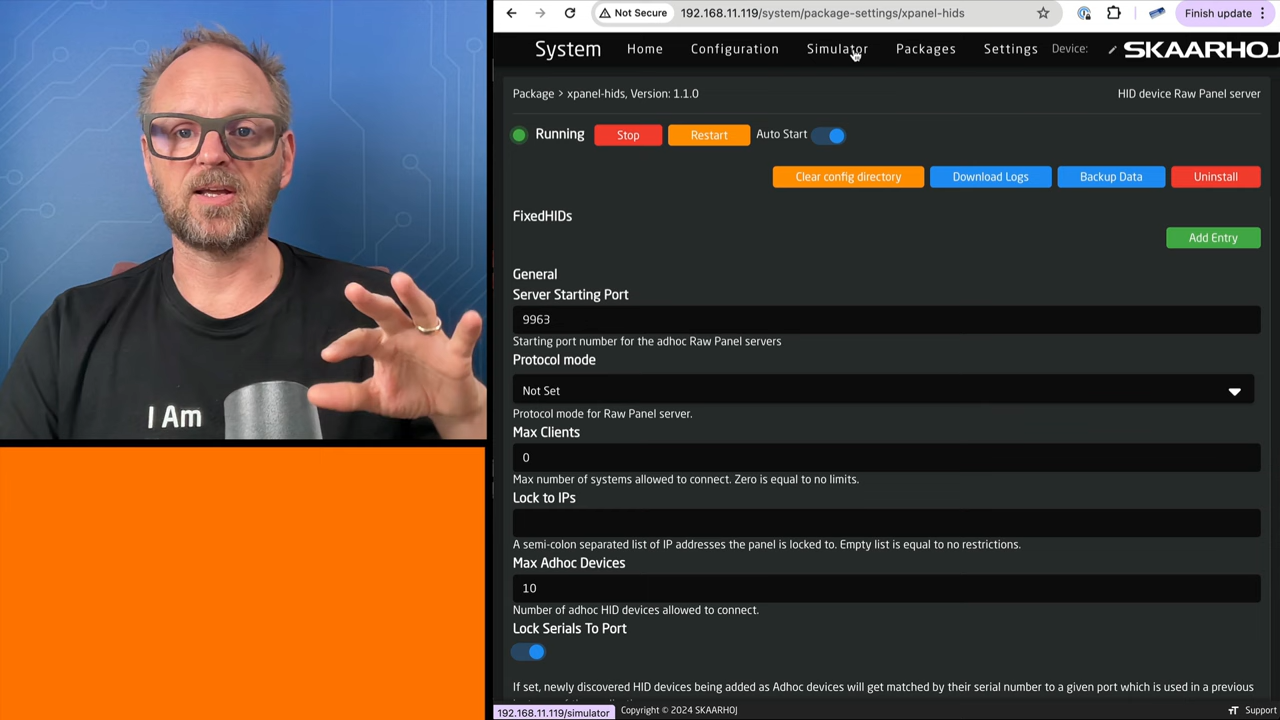 Not Secure
192.168.11.119/system/package-settings/xpanel-hids
Finish update
System
Home
Configuration
Simulator
Packages
Settings
Device:
SKAARHOJ
Package > xpanel-hids, Version: 1.1.0
HID device Raw Panel server
Running
Stop
Restart
Auto Start
Clear config directory
Download Logs
Backup Data
Uninstall
FixedHIDs
Add Entry
General
Server Starting Port
9963
Starting port number for the adhoc Raw Panel servers
Protocol mode
Not Set
Protocol mode for Raw Panel server.
Max Clients
0
Max number of systems allowed to connect. Zero is equal to no limits.
Lock to IPs
A semi-colon separated list of IP addresses the panel is locked to. Empty list is equal to no restrictions.
Max Adhoc Devices
10
Number of adhoc HID devices allowed to connect.
Lock Serials To Port
If set, newly discovered HID devices being added as Adhoc devices will get matched by their serial number to a given port which is used in a previous
192.168.11.119/simulator
Copyright © 2024 SKAARHOJ
Support
I Am